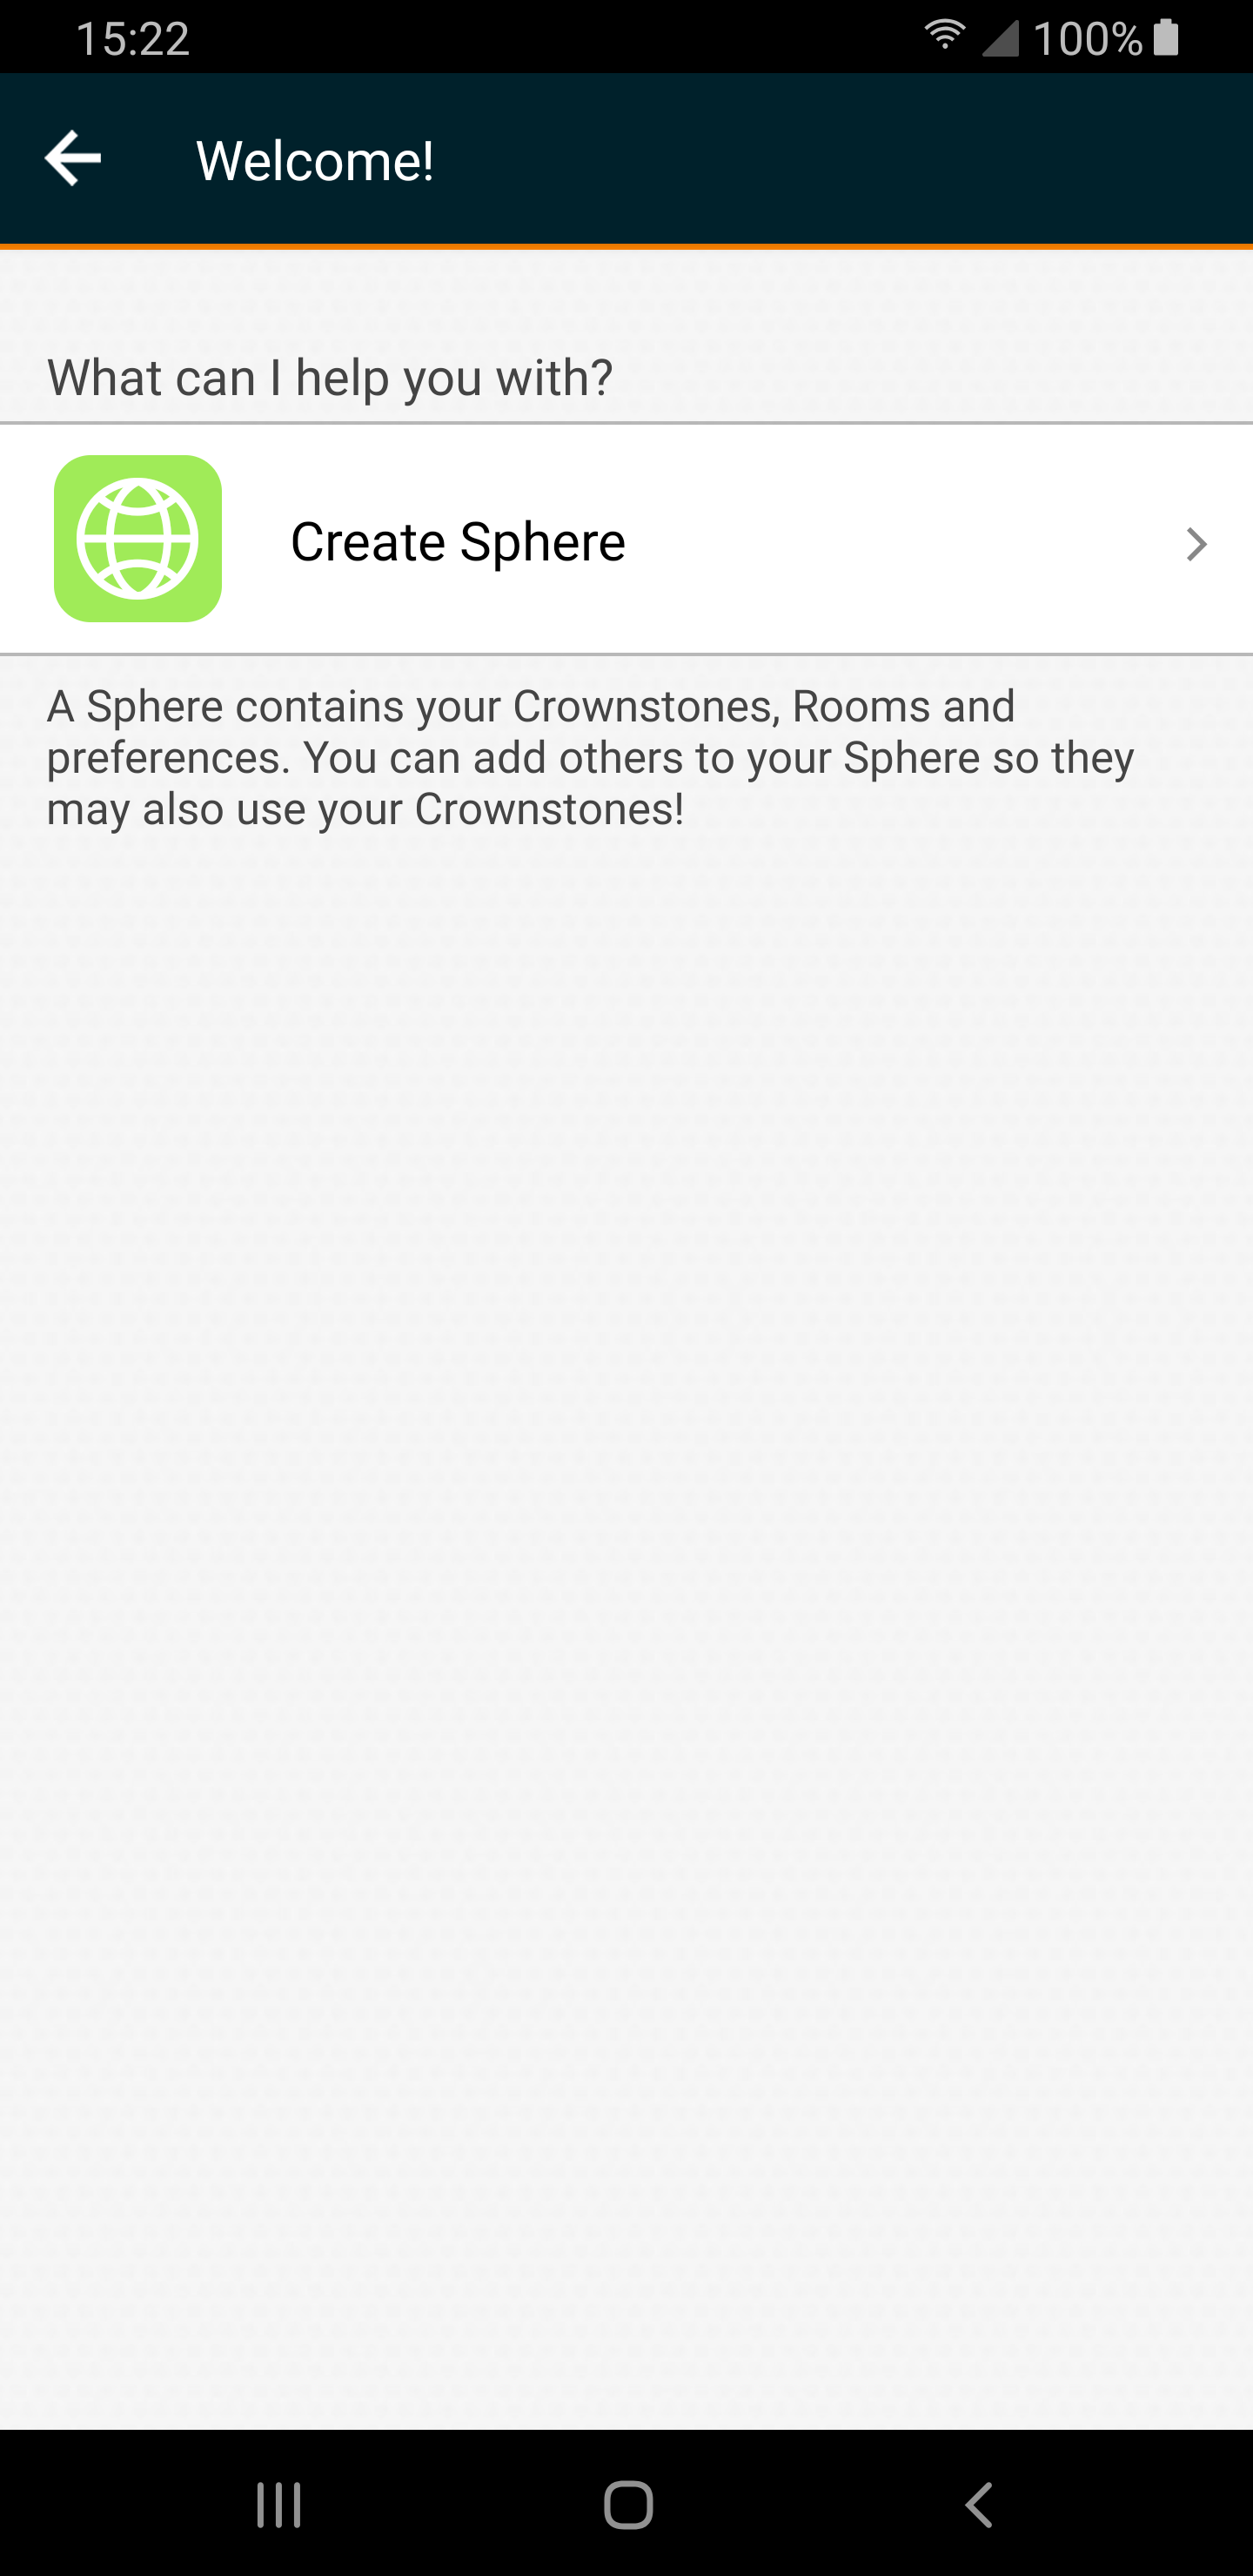 15:22
100%
Welcome!
What can I help you with?
Create Sphere
A Sphere contains your Crownstones, Rooms and
preferences. You can add others to your Sphere so they
may also use your Crownstones!